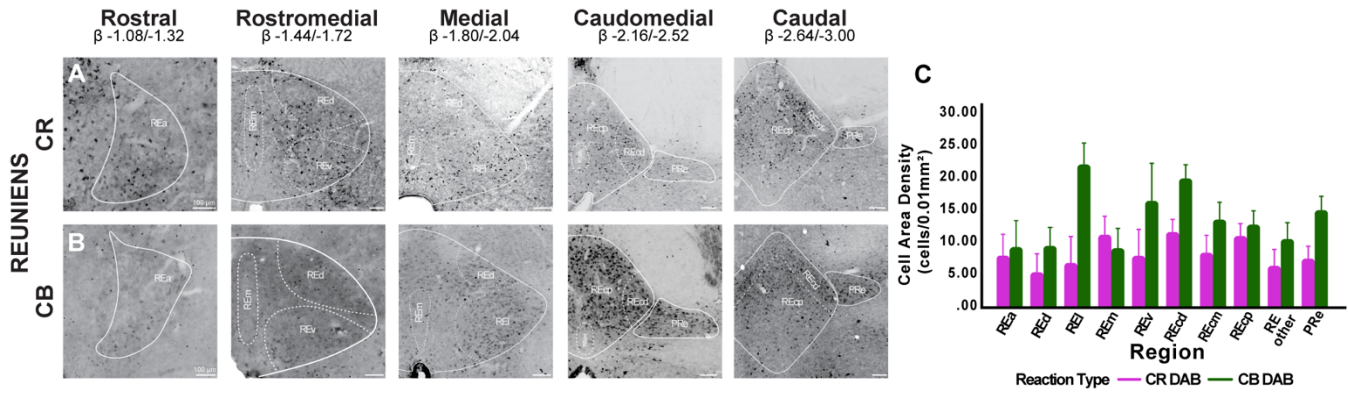 Rostral Rostromedial Medial Caudomedial Caudal
β -1.08/-1.32 β -1.44/-1.72 β -1.80/-2.04 β -2.16/-2.52 β -2.64/-3.00
REUNIENS
CR
A
REa
100 µm
REm
REd
REv
REd
REm
REl
REcp
REcd
PRe
REcp
REcd
PRe
CB
B
REa
100 µm
REm
REd
REv
REd
REm
REl
REcp
REcd
PRe
REcp
REcd
PRe
C
Cell Area Density
(cells/0.01mm²)
30.00
25.00
20.00
15.00
10.00
5.00
.00
REa REd REl REm REv REcd REcm REcp RE other PRe
Region
Reaction Type CR DAB CB DAB